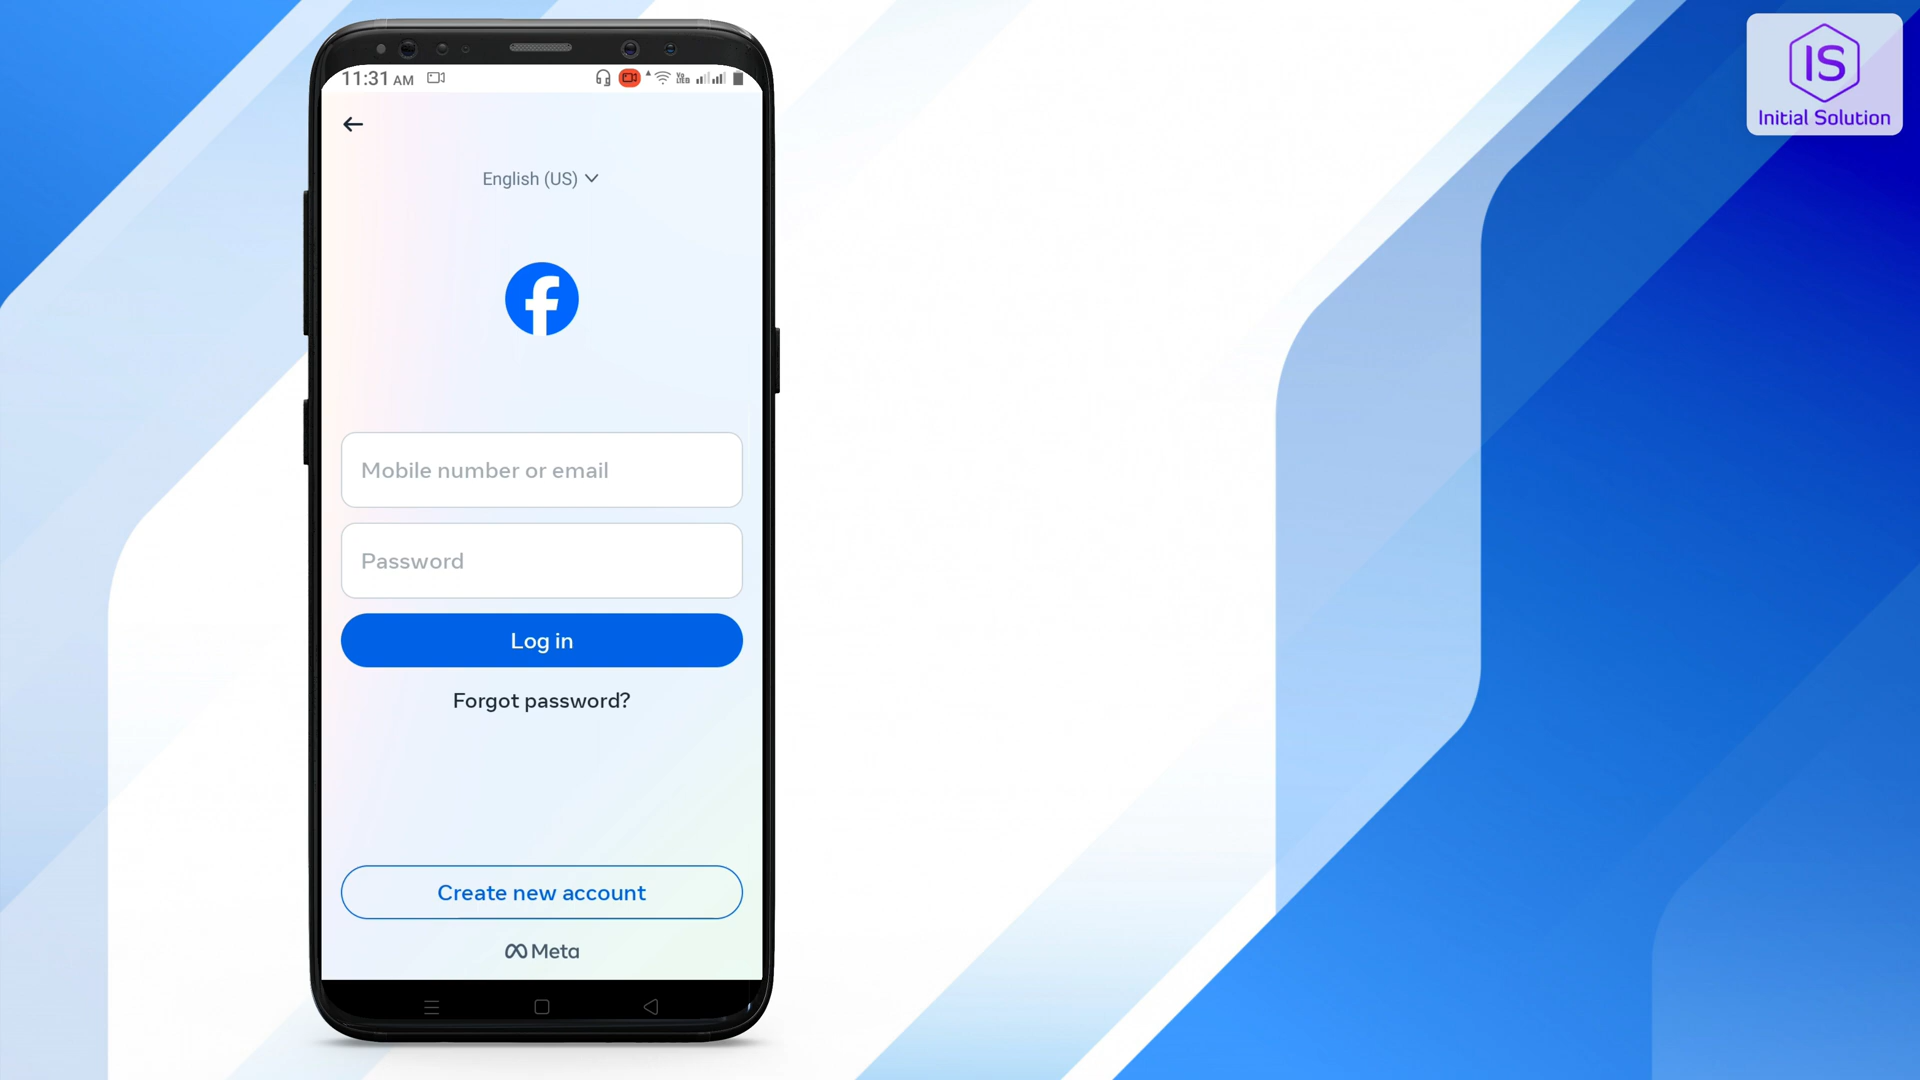 11:31 AM
English (US)
Mobile number or email
Password
Log in
Forgot password?
Create new account
Meta
IS
Initial Solution